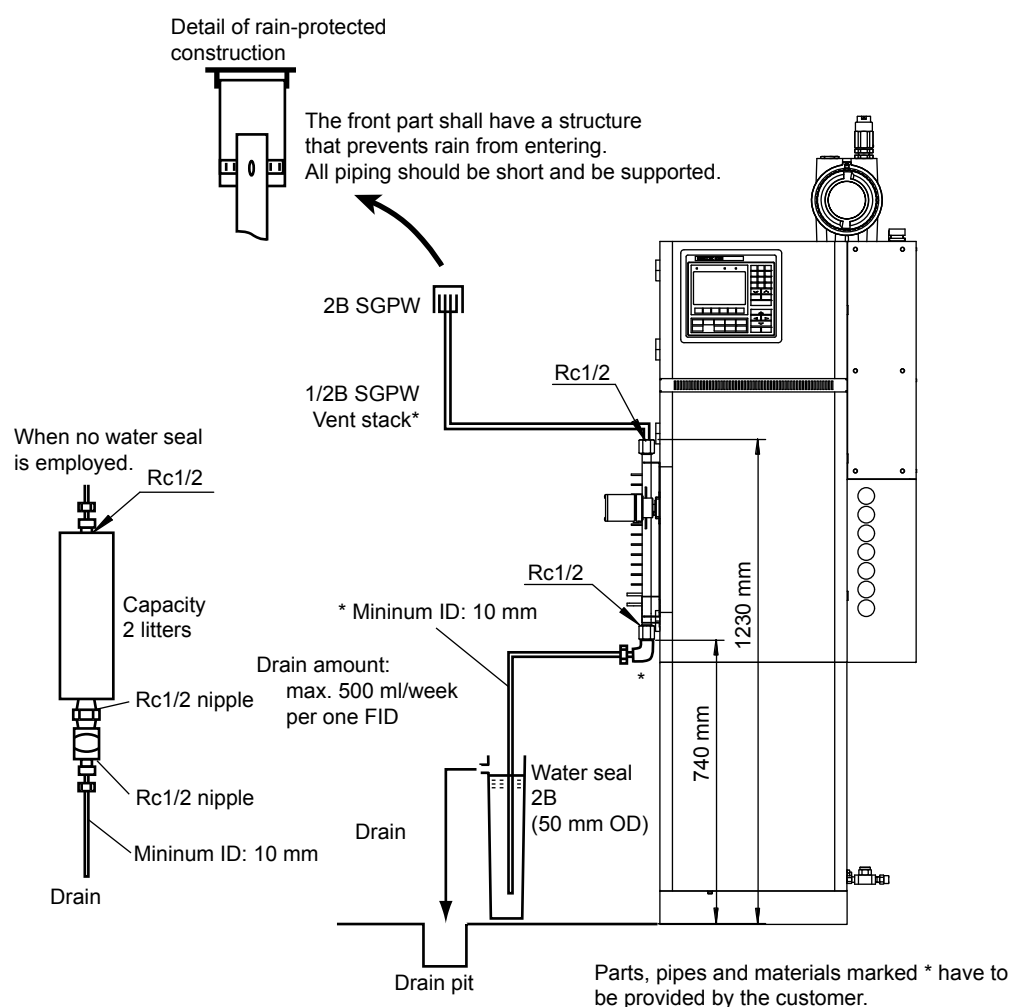 Detail of rain-protected
construction
The front part shall have a structure
that prevents rain from entering.
All piping should be short and be supported.
2B SGPW
1/2B SGPW
Vent stack*
Rc1/2
When no water seal
is employed.
Rc1/2
Capacity
2 litters
Rc1/2 nipple
Rc1/2 nipple
Mininum ID: 10 mm
Drain
Rc1/2
* Mininum ID: 10 mm
Drain amount:
max. 500 ml/week
per one FID
*
Water seal
2B
(50 mm OD)
Drain
Drain pit
740 mm
1230 mm
Parts, pipes and materials marked * have to
be provided by the customer.